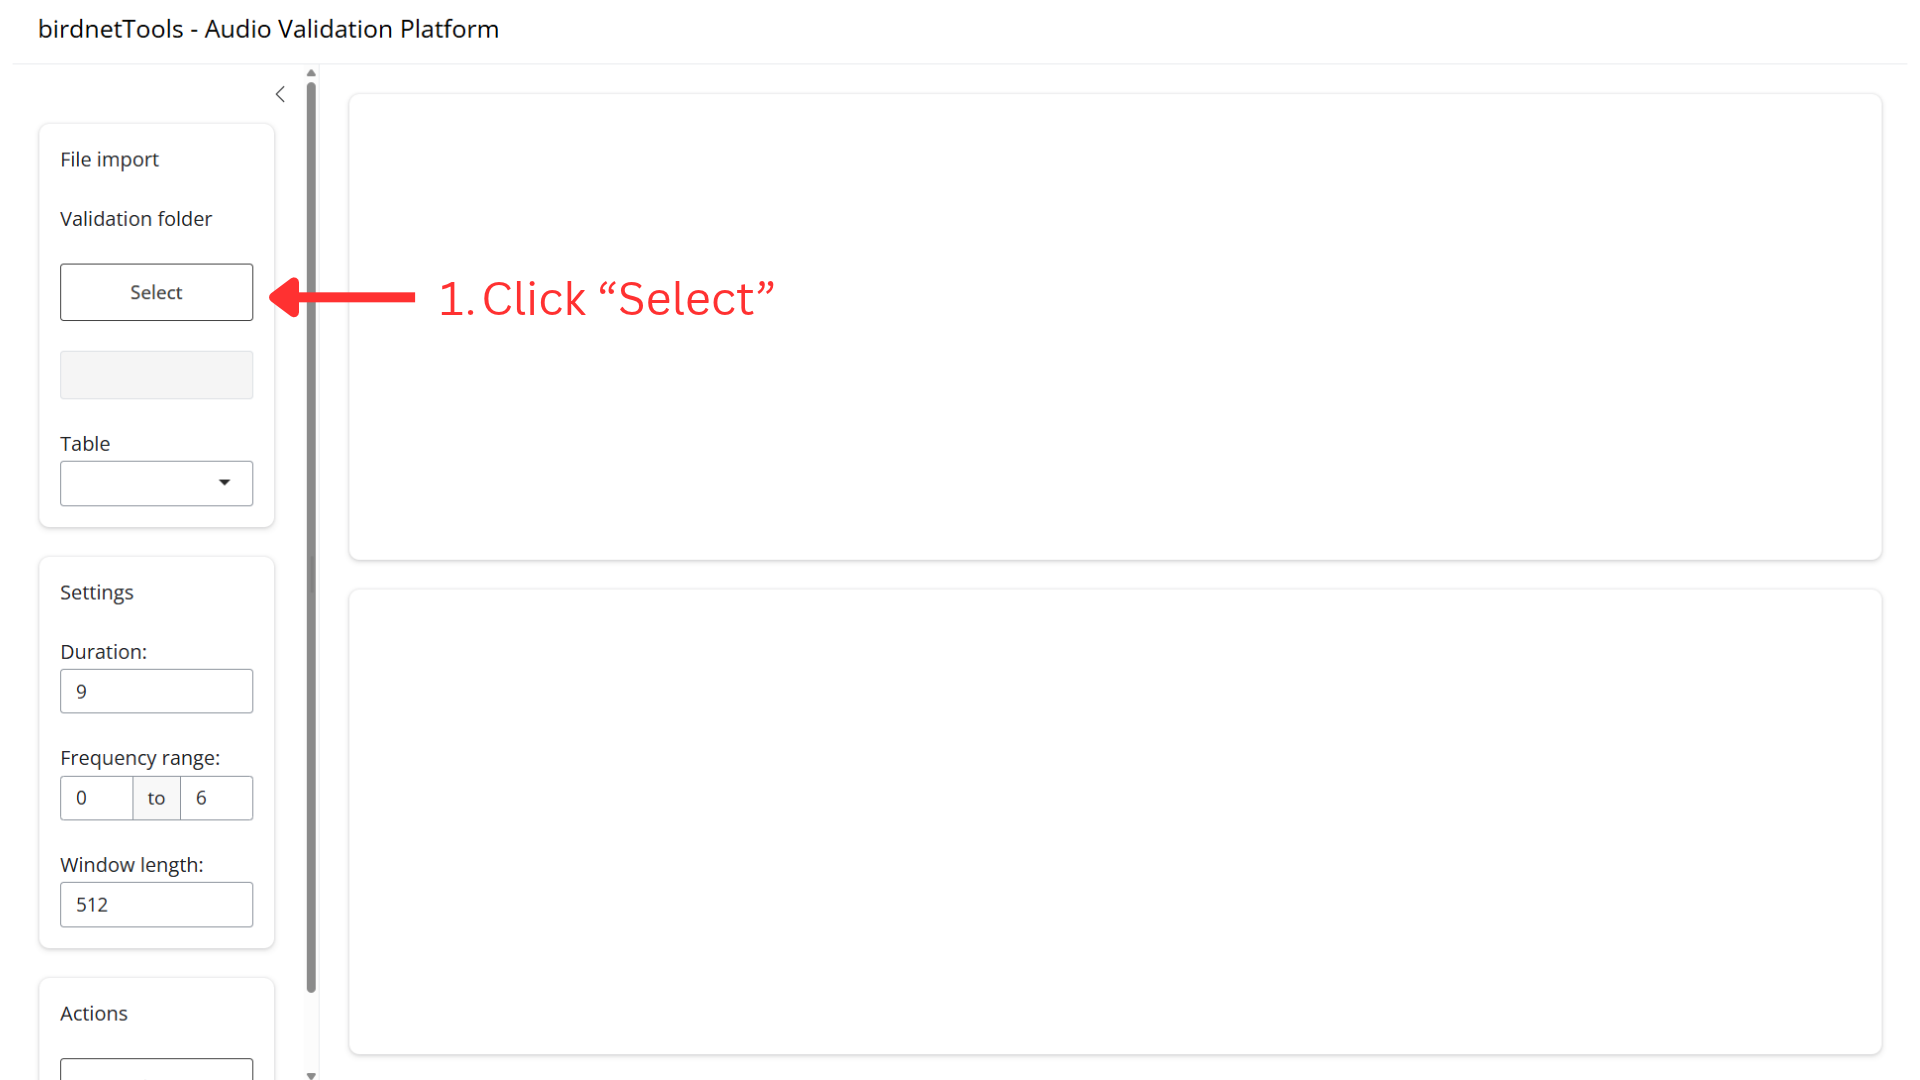 birdnetTools - Audio Validation Platform
File import
Validation folder
Select
1. Click “Select”
Table
Settings
Duration:
9
Frequency range:
0 to 6
Window length:
512
Actions